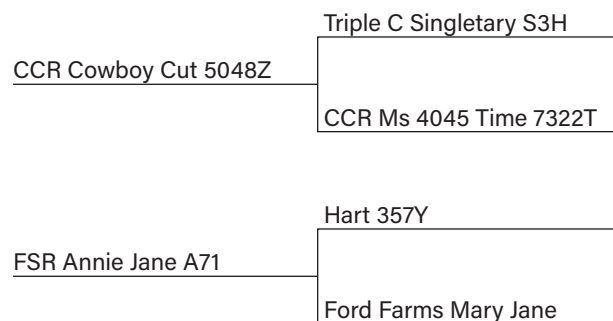 Triple C Singletary S3H
CCR Cowboy Cut 5048Z
CCR Ms 4045 Time 7322T
Hart 357Y
FSR Annie Jane A71
Ford Farms Mary Jane